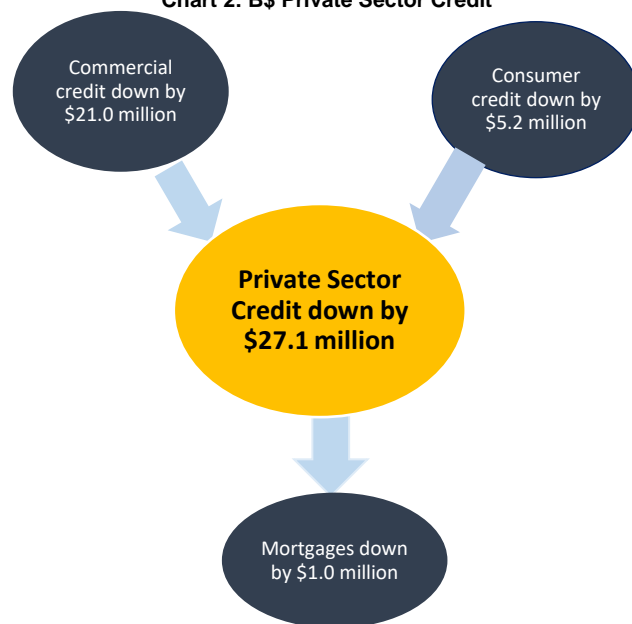 Chart 2: B$ Private Sector Credit
Commercial
credit down by
$21.0 million
Consumer
credit down by
$5.2 million
Private Sector
Credit down by
$27.1 million
Mortgages down
by $1.0 million